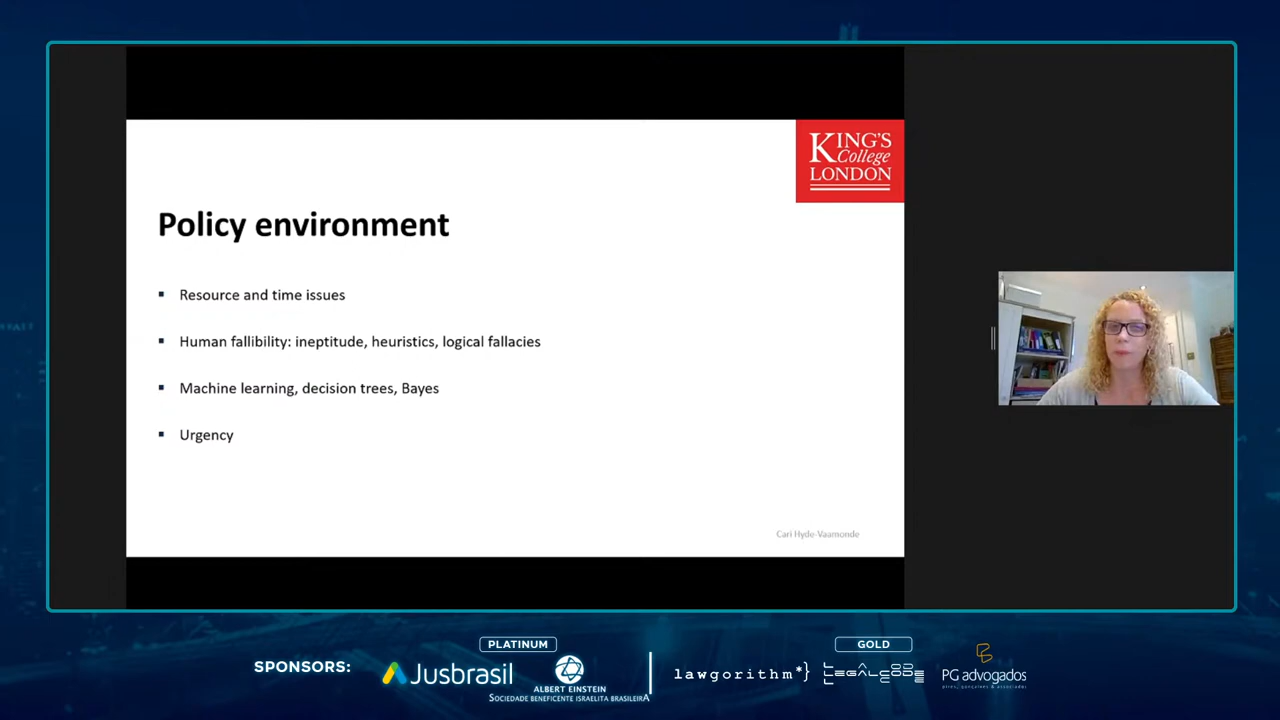 KING'S
College
LONDON
Policy environment
Resource and time issues
Human fallibility: ineptitude, heuristics, logical fallacies
Machine learning, decision trees, Bayes
Urgency
Cari Hyde-Vaamonde
SPONSORS:
PLATINUM
Jusbrasil
ALBERT EINSTEIN
SOCIEDADE BENEFICENTE ISRAELITA BRASILEIRA
GOLD
lawgorithm*}
LEGALCODE
PG advogados